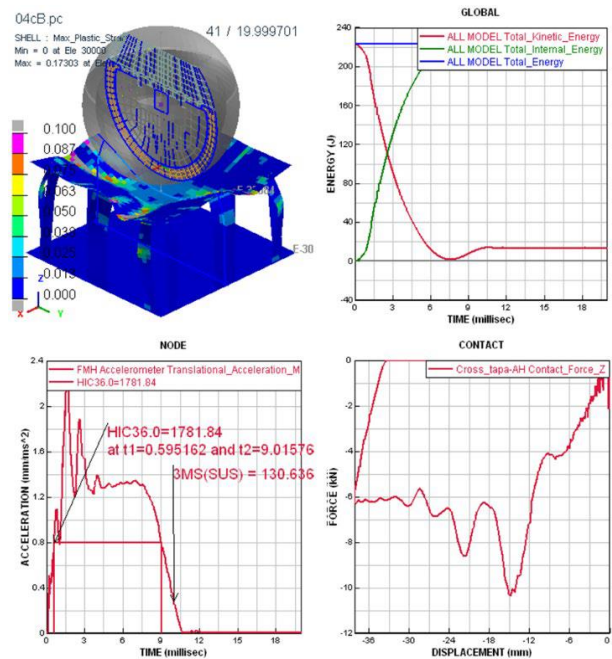 04cB.pc
SHELL : Max_Plastic_Str
Min = 0 at Ele 30000
Max = 0.17303 at Ele
41 / 19.999701
0.100
0.087
0.063
0.050
0.025
0.013
0.000
E-30
Z
X
Y
GLOBAL
ALL MODEL Total_Kinetic_Energy
ALL MODEL Total_Internal_Energy
ALL MODEL Total_Energy
ENERGY (J)
240
200
160
120
80
40
0
-40
0 3 6 9 12 15 18
TIME (millisec)
NODE
FMH Accelerometer Translational_Acceleration_M
HIC36.0=1781.84
HIC36.0=1781.84
at t1=0.595162 and t2=9.01576
3MS(SUS) = 130.636
ACCELERATION (mm/ms^2)
2.4
2
1.6
1.2
0.8
0.4
0
0 3 6 9 12 15 18
TIME (millisec)
CONTACT
Cross_tapa-AH Contact_Force_Z
FORCE (kN)
0
-2
-4
-6
-8
-10
-12
-36 -30 -24 -18 -12 -6 0
DISPLACEMENT (mm)